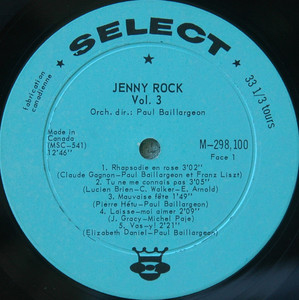 SELECT
fabrication
canadienne
33 1/3 tours
JENNY ROCK
Vol. 3
Orch. dir.: Paul Baillargeon
Made in
Canada
(MSC-541)
12'46"
M-298,100
Face 1
1. Rhapsodie en rose 3'02"
(Claude Gagnon-Paul Baillargeon et Franz Liszt)
2. Tu ne me connais pas 3'05"
(Lucien Brien-C. Walker-E. Arnold)
3. Mauvaise fête 1'49"
(Pierre Hétu-Paul Baillargeon)
4. Laisse-moi aimer 2'09"
(J. Gracy-Michel Paje)
5. Vas-y! 2'21"
(Elizabeth Daniel-Paul Baillargeon)